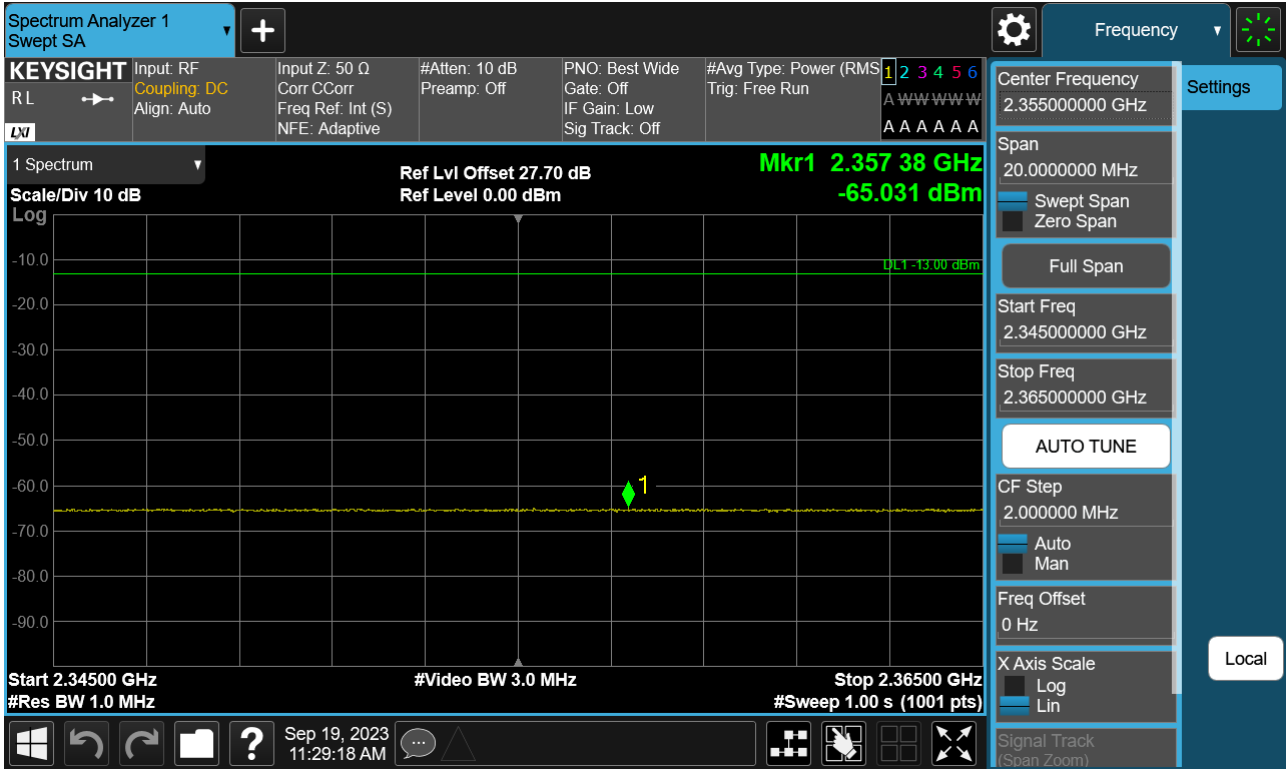 Spectrum Analyzer 1
Swept SA
Frequency
KEYSIGHT
R L
LXI
Input: RF
Coupling: DC
Align: Auto
Input Z: 50 Ω
Corr CCorr
Freq Ref: Int (S)
NFE: Adaptive
#Atten: 10 dB
Preamp: Off
PNO: Best Wide
Gate: Off
IF Gain: Low
Sig Track: Off
#Avg Type: Power (RMS
Trig: Free Run
1 2 3 4 5 6
A W W W W W
A A A A A A
1 Spectrum
Scale/Div 10 dB
Log
Ref Lvl Offset 27.70 dB
Ref Level 0.00 dBm
Mkr1 2.357 38 GHz
-65.031 dBm
-10.0
DL1 -13.00 dBm
-20.0
-30.0
-40.0
-50.0
-60.0
1
-70.0
-80.0
-90.0
Start 2.34500 GHz
#Video BW 3.0 MHz
Stop 2.36500 GHz
#Res BW 1.0 MHz
#Sweep 1.00 s (1001 pts)
Sep 19, 2023
11:29:18 AM
?
Center Frequency
2.355000000 GHz
Settings
Span
20.0000000 MHz
Swept Span
Zero Span
Full Span
Start Freq
2.345000000 GHz
Stop Freq
2.365000000 GHz
AUTO TUNE
CF Step
2.000000 MHz
Auto
Man
Freq Offset
0 Hz
X Axis Scale
Log
Lin
Local
Signal Track
(Span Zoom)